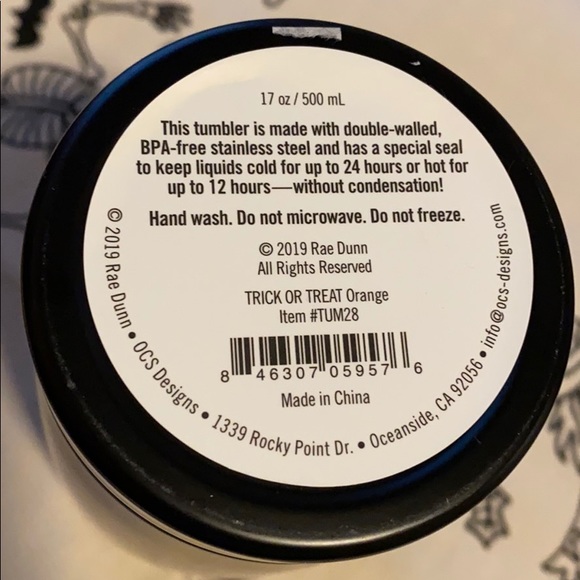 17 oz / 500 mL
This tumbler is made with double-walled,
BPA-free stainless steel and has a special seal
to keep liquids cold for up to 24 hours or hot for
up to 12 hours—without condensation!
Hand wash. Do not microwave. Do not freeze.
© 2019 Rae Dunn
All Rights Reserved
TRICK OR TREAT Orange
Item #TUM28
8 46307 05957 6
Made in China
© 2019 Rae Dunn • OCS Designs • 1339 Rocky Point Dr. • Oceanside, CA 92056 • info@ocs-designs.com